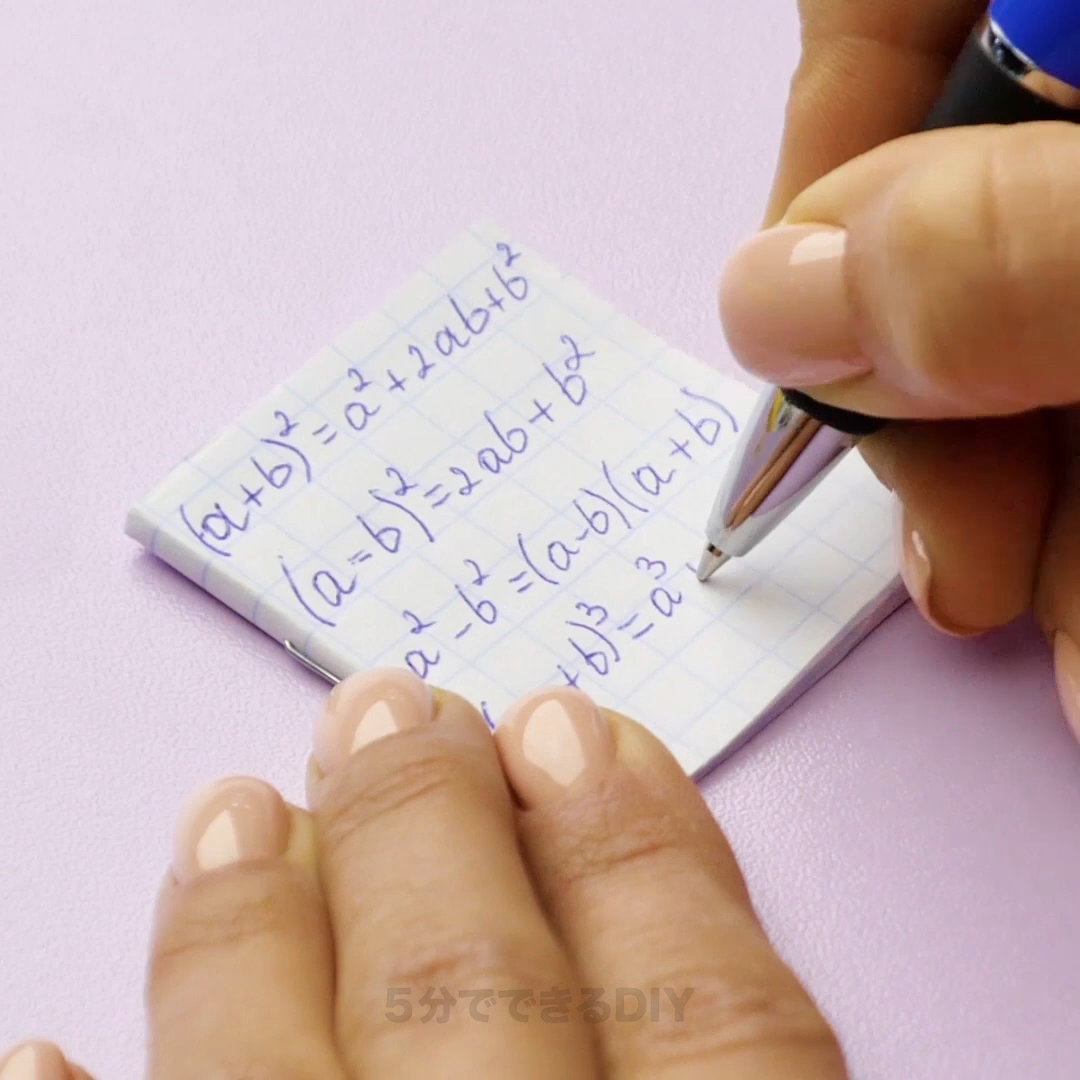 (a+b)²=a²+2ab+b²
(a=b)²=2ab+b²
a²-b²=(a-b)(a+b)
+b)³=a³
5分でできるDIY